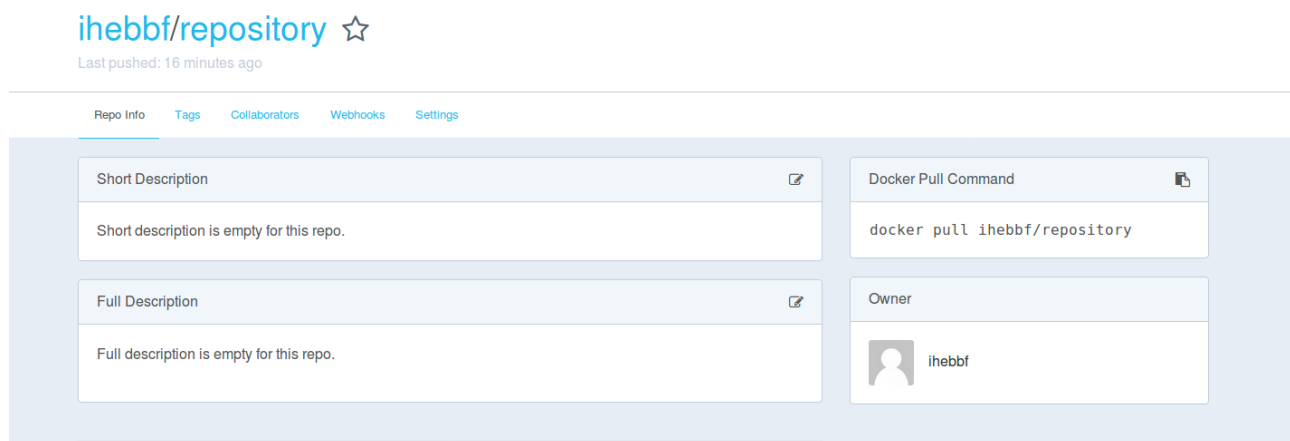 ihebbf/repository
Last pushed: 16 minutes ago
Repo Info Tags Collaborators Webhooks Settings
Short Description
Short description is empty for this repo.
Full Description
Full description is empty for this repo.
Docker Pull Command
docker pull ihebbf/repository
Owner
ihebbf